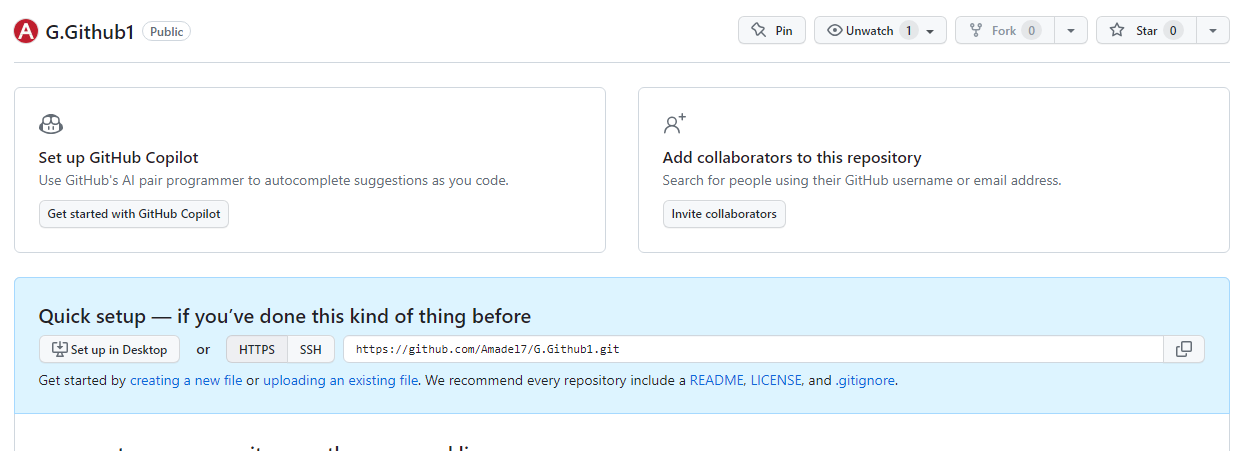 A G.Github1 Public Pin Unwatch 1 Fork 0 Star 0
Set up GitHub Copilot
Use GitHub's AI pair programmer to autocomplete suggestions as you code.
Get started with GitHub Copilot
Add collaborators to this repository
Search for people using their GitHub username or email address.
Invite collaborators
Quick setup — if you’ve done this kind of thing before
Set up in Desktop or HTTPS SSH https://github.com/Amadel7/G.Github1.git
Get started by creating a new file or uploading an existing file. We recommend every repository include a README, LICENSE, and .gitignore.